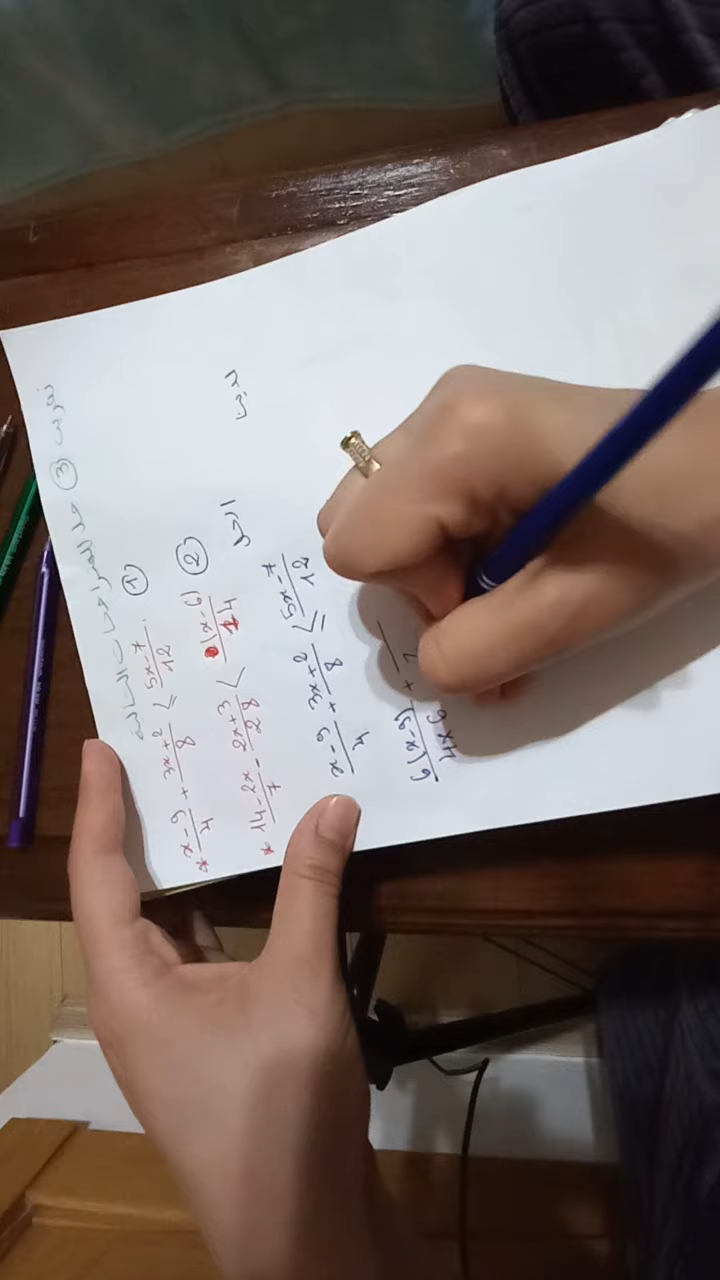 تمرين ③ حل المتراجحات التالية
* x-9/4 + 3x+2/8 ≤ 5x-7/12 . ①
* 14-2x/7 - 2x+3/28 < (x-6)/14 ②
الحل
لدينا
x-9/4 + 3x+2/8 ≤ 5x-7/12
6(x-9)/4×6 +